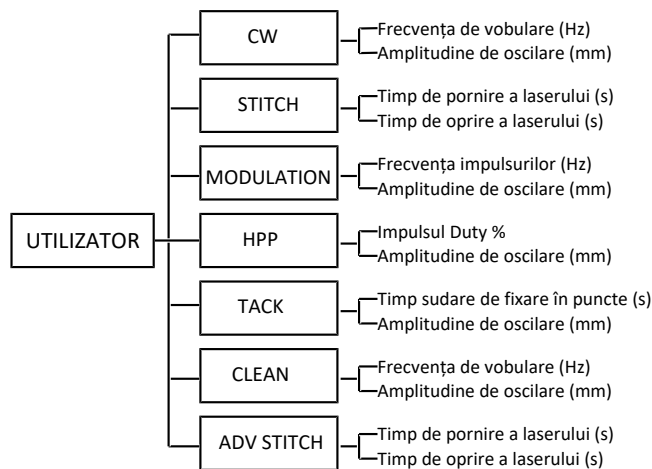 CW
Frecvența de vobulare (Hz)
Amplitudine de oscilare (mm)
STITCH
Timp de pornire a laserului (s)
Timp de oprire a laserului (s)
MODULATION
Frecvența impulsurilor (Hz)
Amplitudine de oscilare (mm)
UTILIZATOR
HPP
Impulsul Duty %
Amplitudine de oscilare (mm)
TACK
Timp sudare de fixare în puncte (s)
Amplitudine de oscilare (mm)
CLEAN
Frecvența de vobulare (Hz)
Amplitudine de oscilare (mm)
ADV STITCH
Timp de pornire a laserului (s)
Timp de oprire a laserului (s)